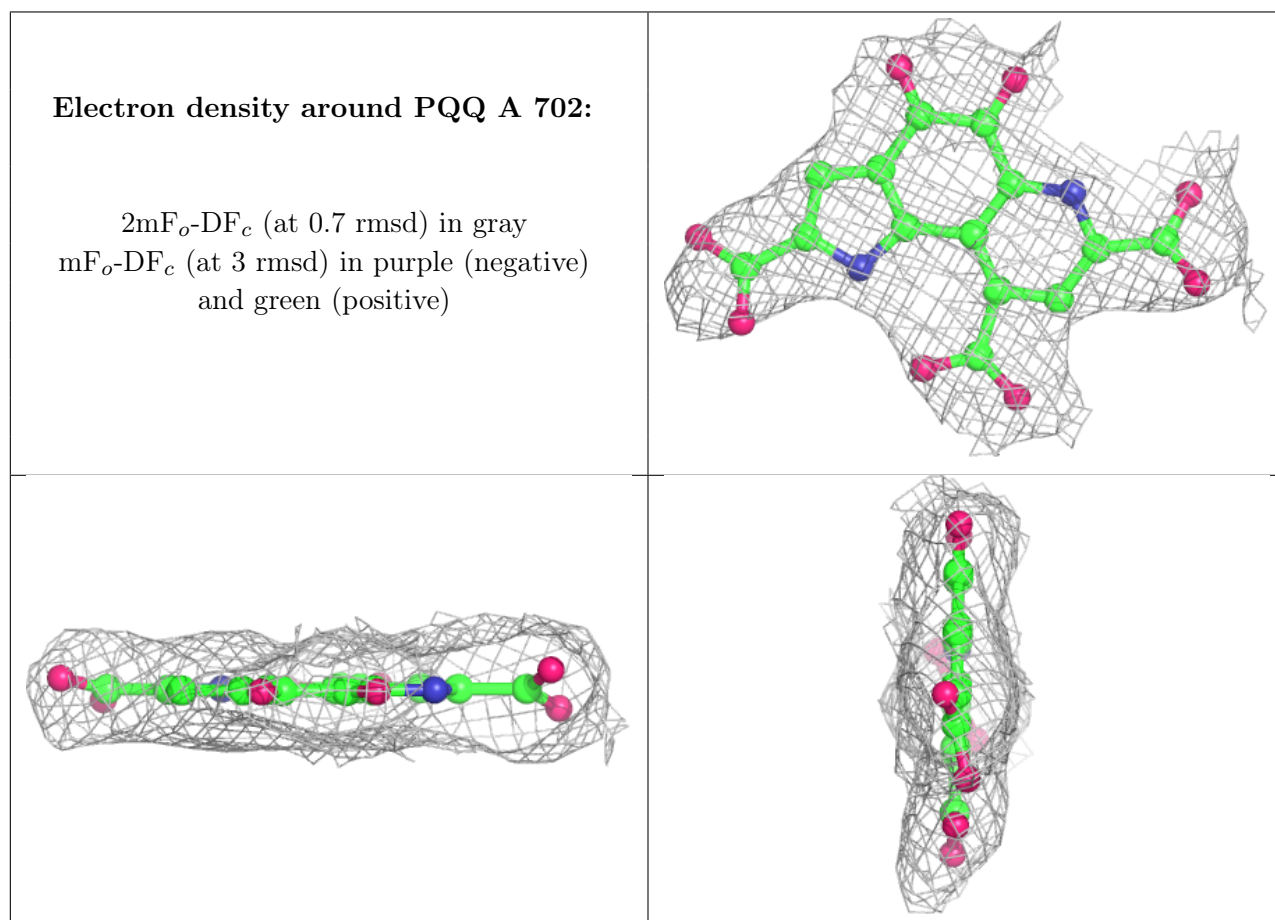 Electron density around PQQ A 702:
2mFo-DFc (at 0.7 rmsd) in gray
mFo-DFc (at 3 rmsd) in purple (negative)
and green (positive)